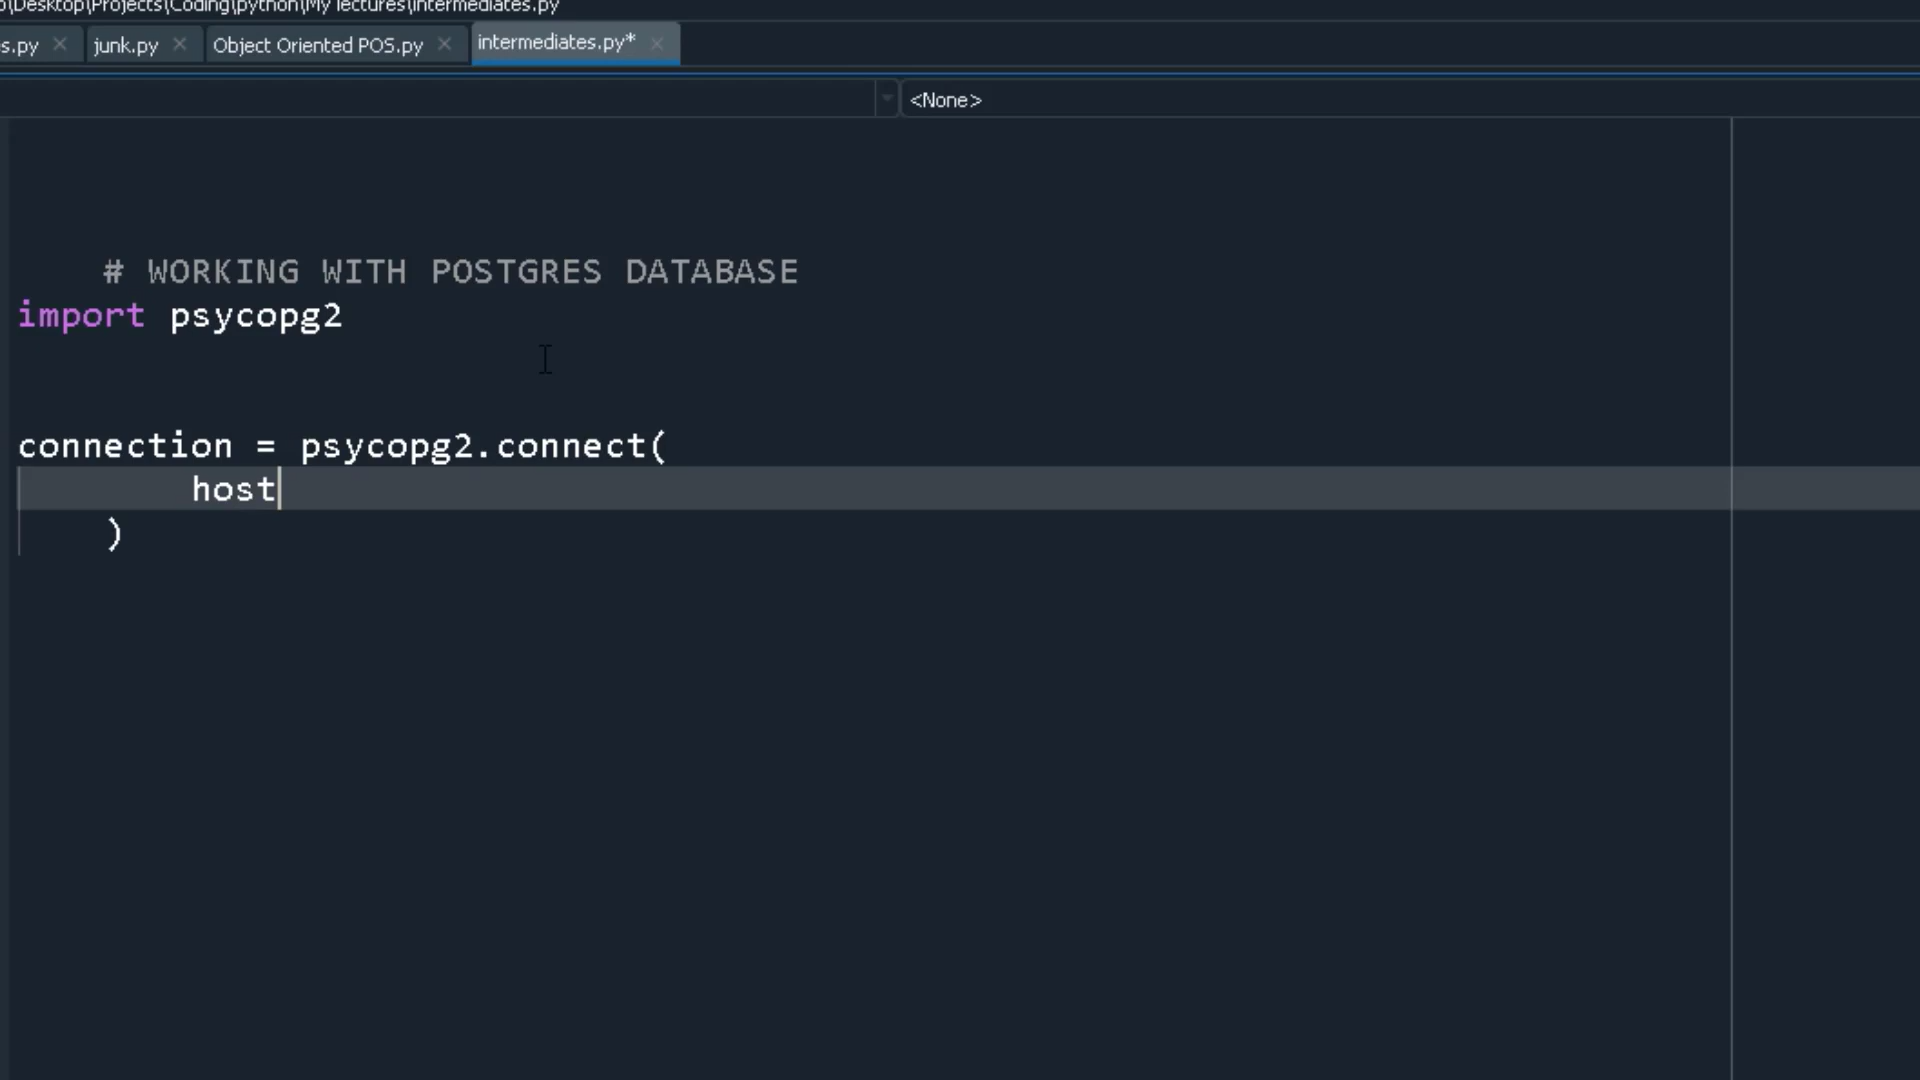 \Desktop\Projects\Coding\python\My lectures\intermediates.py
s.py junk.py Object Oriented POS.py intermediates.py*
<None>
# WORKING WITH POSTGRES DATABASE
import psycopg2
connection = psycopg2.connect(
host
)